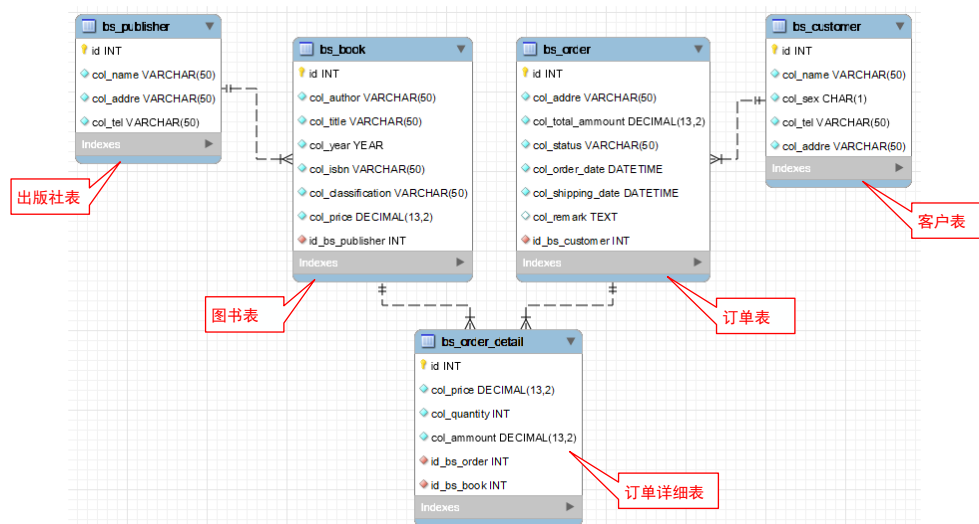 bs_publisher
id INT
col_name VARCHAR(50)
col_addre VARCHAR(50)
col_tel VARCHAR(50)
Indexes
出版社表
bs_book
id INT
col_author VARCHAR(50)
col_title VARCHAR(50)
col_year YEAR
col_isbn VARCHAR(50)
col_classification VARCHAR(50)
col_price DECIMAL(13,2)
id_bs_publisher INT
Indexes
图书表
bs_order
id INT
col_addre VARCHAR(50)
col_total_ammount DECIMAL(13,2)
col_status VARCHAR(50)
col_order_date DATETIME
col_shipping_date DATETIME
col_remark TEXT
id_bs_customer INT
Indexes
订单表
bs_customer
id INT
col_name VARCHAR(50)
col_sex CHAR(1)
col_tel VARCHAR(50)
col_addre VARCHAR(50)
Indexes
客户表
bs_order_detail
id INT
col_price DECIMAL(13,2)
col_quantity INT
col_ammount DECIMAL(13,2)
id_bs_order INT
id_bs_book INT
Indexes
订单详细表